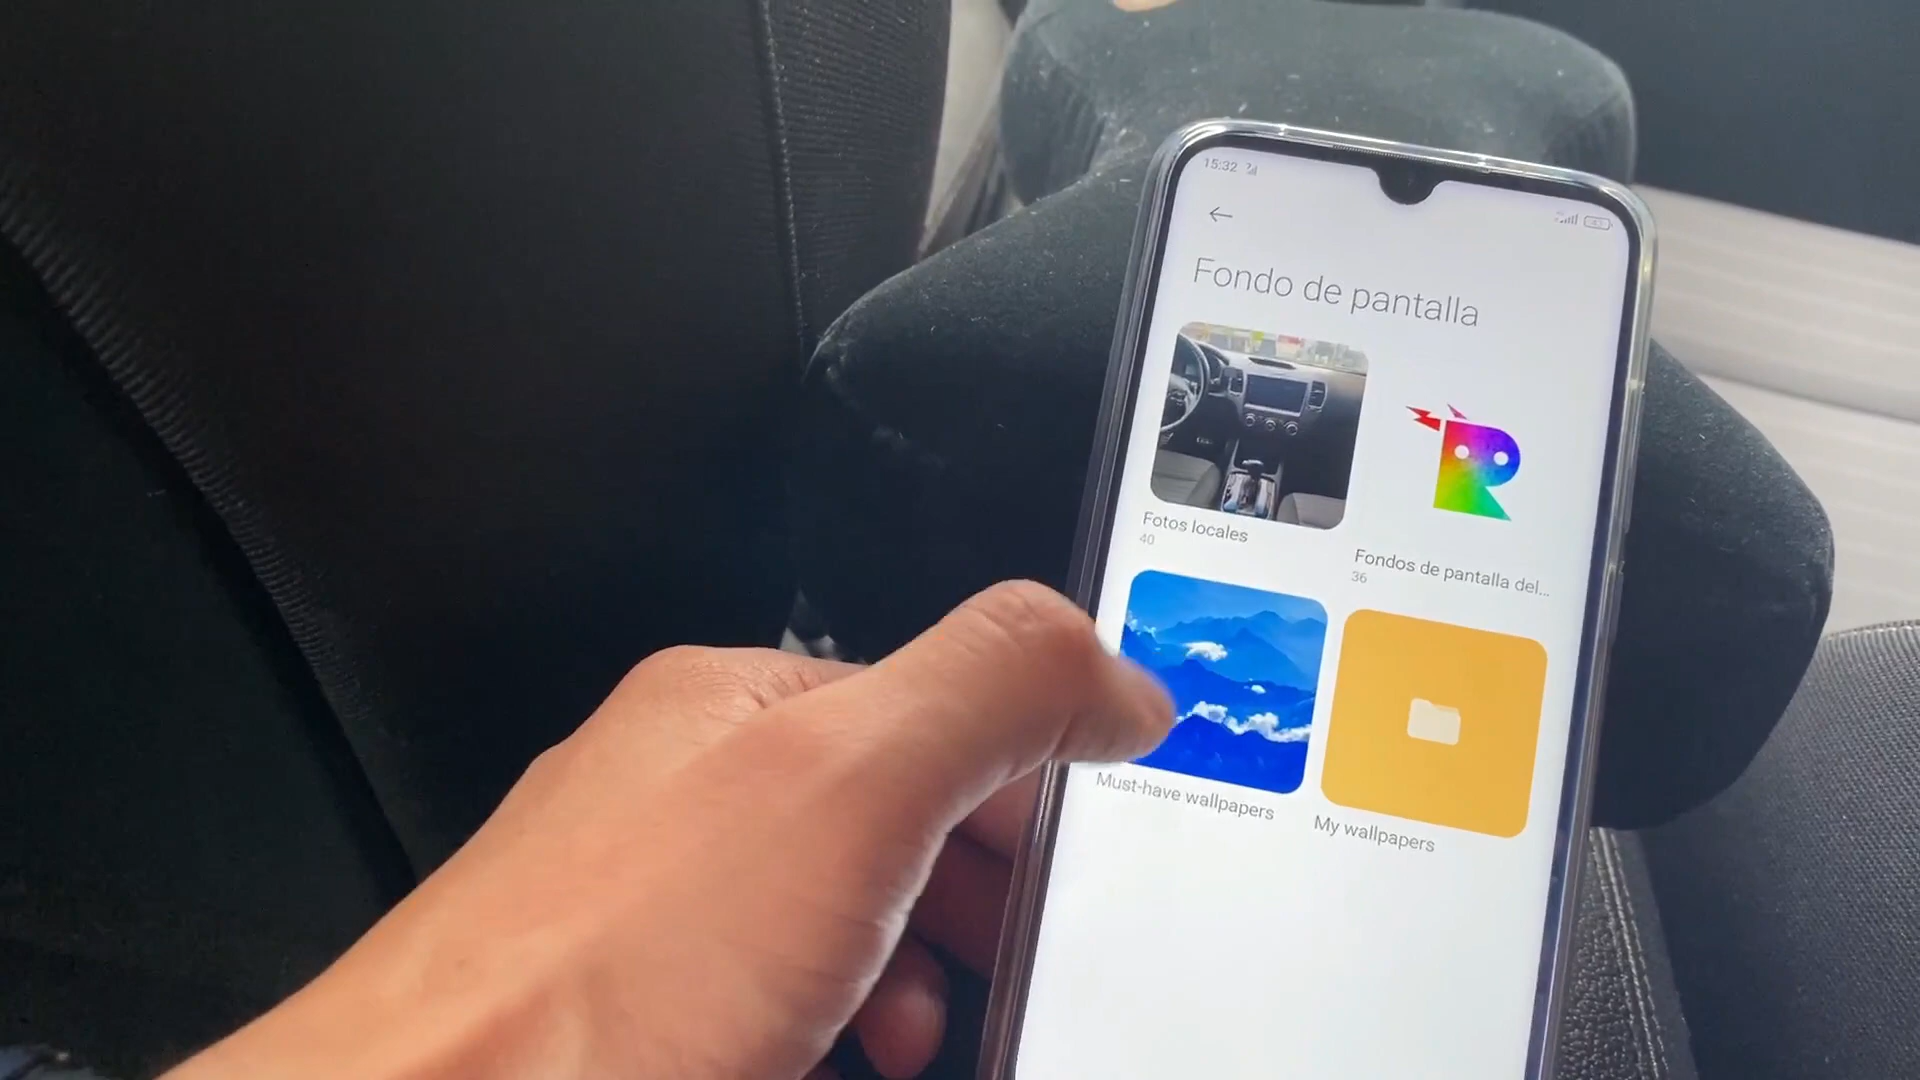 15:32
Fondo de pantalla
Fotos locales
40
Fondos de pantalla del...
36
Must-have wallpapers
My wallpapers